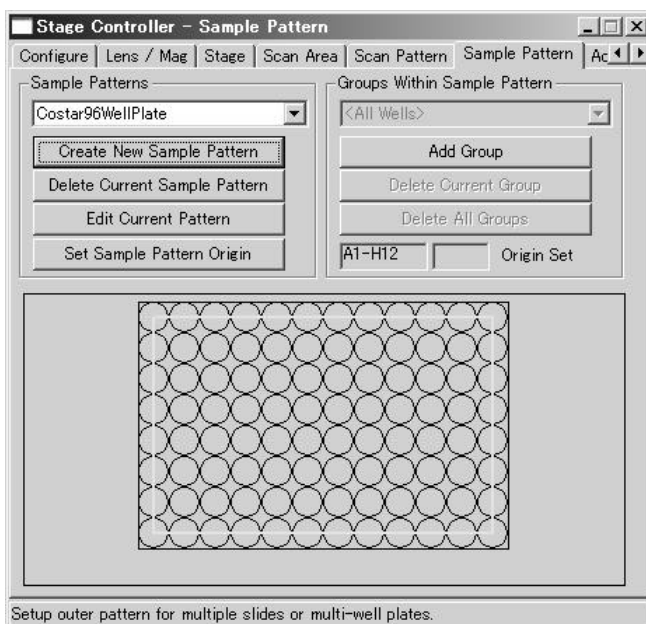 Stage Controller - Sample Pattern
Configure Lens / Mag Stage Scan Area Scan Pattern Sample Pattern Ac
Sample Patterns
Costar96WellPlate
Create New Sample Pattern
Delete Current Sample Pattern
Edit Current Pattern
Set Sample Pattern Origin
Groups Within Sample Pattern
<All Wells>
Add Group
Delete Current Group
Delete All Groups
A1-H12 Origin Set
Setup outer pattern for multiple slides or multi-well plates.